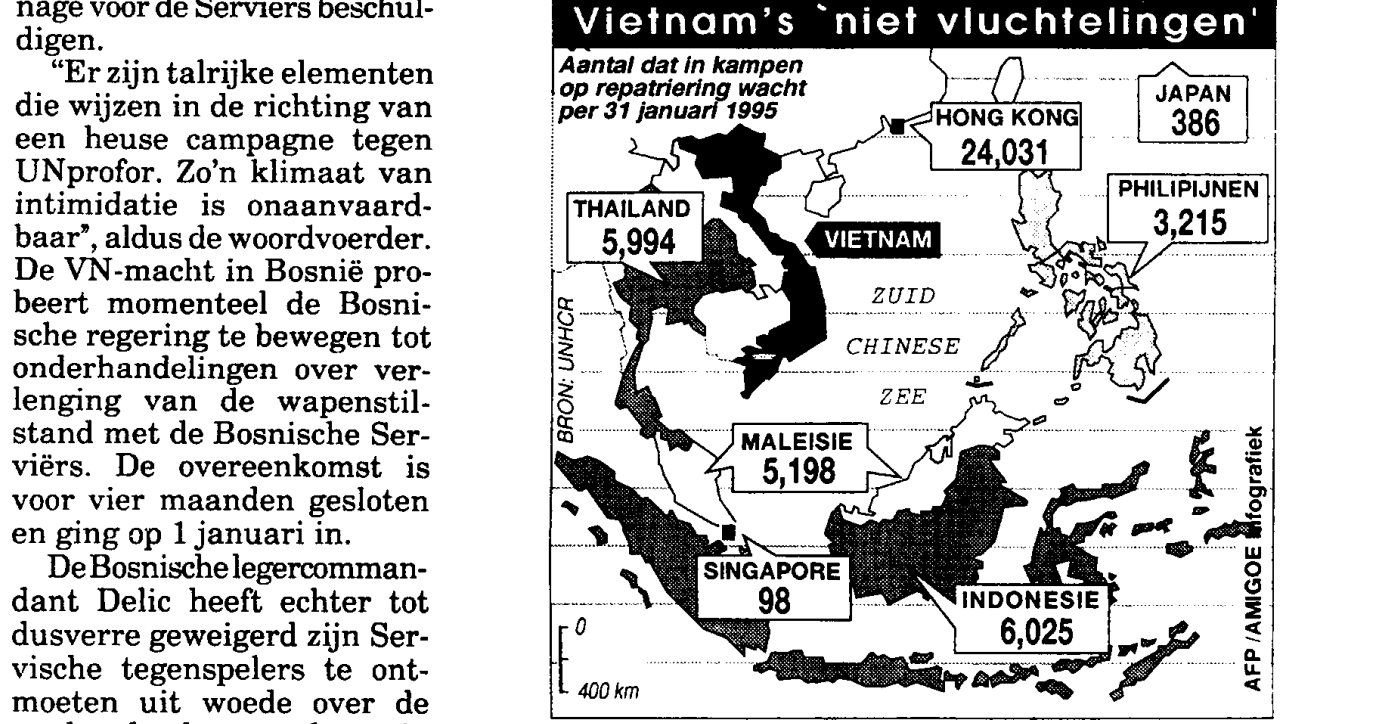 nage voor de Serviërs beschul-
digen.
“Er zijn talrijke elementen
die wijzen in de richting van
een heuse campagne tegen
UNprofor. Zo'n klimaat van
intimidatie is onaanvaard-
baar”, aldus de woordvoerder.
De VN-macht in Bosnië pro-
beert momenteel de Bosni-
sche regering te bewegen tot
onderhandelingen over ver-
lenging van de wapenstil-
stand met de Bosnische Ser-
viërs. De overeenkomst is
voor vier maanden gesloten
en ging op 1 januari in.
De Bosnische legercomman-
dant Delic heeft echter tot
dusverre geweigerd zijn Ser-
vische tegenspelers te ont-
moeten uit woede over de
Vietnam's `niet vluchtelingen'
Aantal dat in kampen
op repatriering wacht
per 31 januari 1995
JAPAN
386
HONG KONG
24,031
PHILIPIJNEN
3,215
THAILAND
5,994
VIETNAM
ZUID
CHINESE
ZEE
BRON: UNHCR
MALEISIE
5,198
SINGAPORE
98
INDONESIE
6,025
0
400 km
AFP / AMIGOE Infografiek